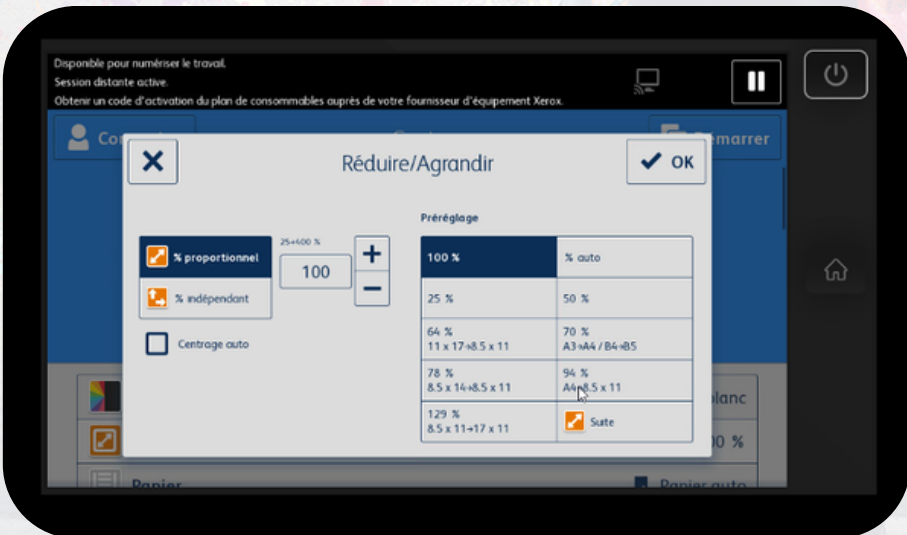 Disponible pour numériser le travail.
Session distante active.
Obtenir un code d'activation du plan de consommables auprès de votre fournisseur d'équipement Xerox.
Réduire/Agrandir
OK
Préréglage
25→400 %
% proportionnel
100
+
−
% indépendant
Centrage auto
100 %
% auto
25 %
50 %
64 %
11 x 17→8.5 x 11
70 %
A3→A4 / B4→B5
78 %
8.5 x 14→8.5 x 11
94 %
A4→8.5 x 11
129 %
8.5 x 11→17 x 11
Suite
Papier
Papier auto